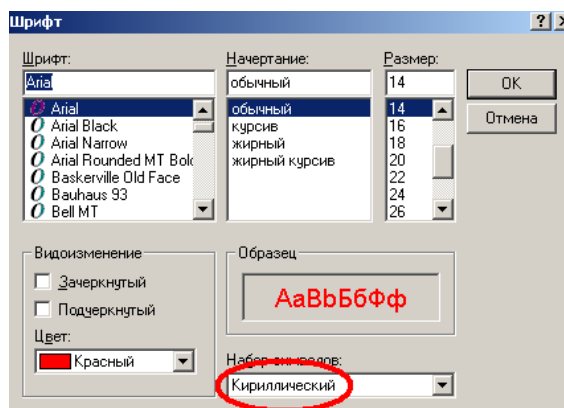 Шрифт
Шрифт:
Arial
Arial
Arial Black
Arial Narrow
Arial Rounded MT Bolc
Baskerville Old Face
Bauhaus 93
Bell MT
Начертание:
обычный
обычный
курсив
жирный
жирный курсив
Размер:
14
14
16
18
20
22
24
26
OK
Отмена
Видоизменение
Зачеркнутый
Подчеркнутый
Цвет:
Красный
Образец
АаВbБбФф
Набор символов:
Кириллический